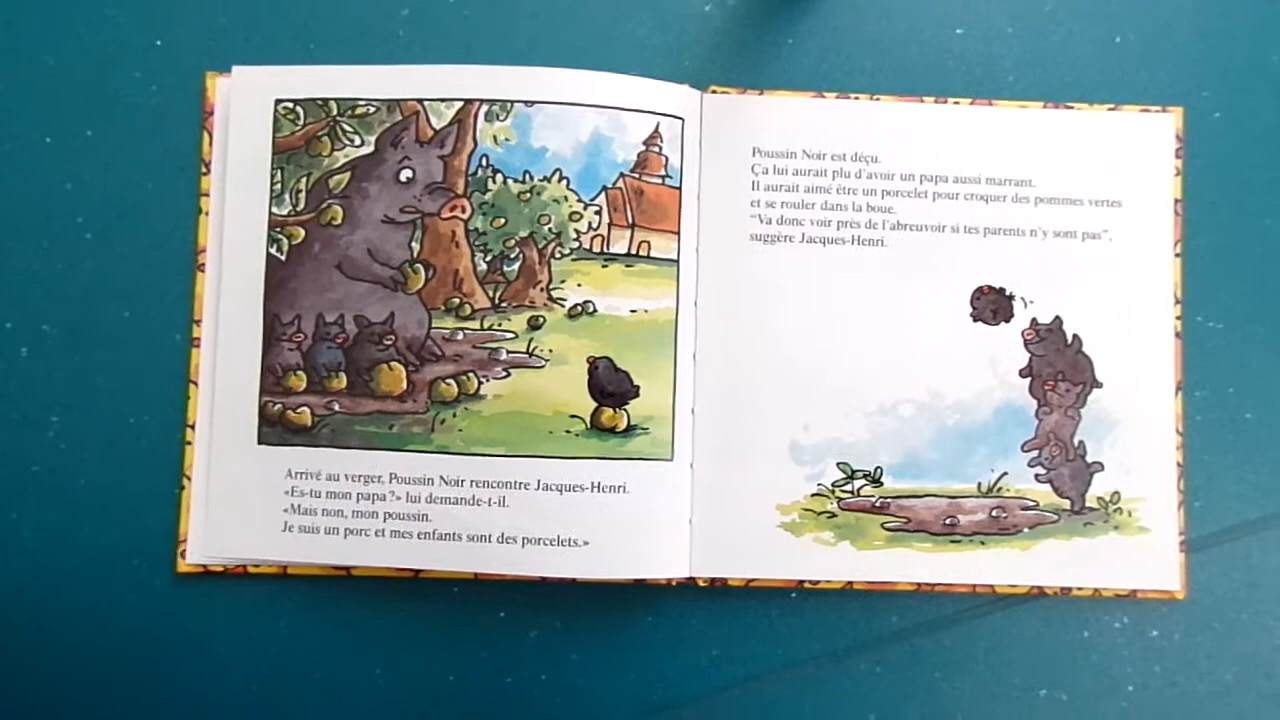 Arrivé au verger, Poussin Noir rencontre Jacques-Henri.
«Es-tu mon papa?» lui demande-t-il.
«Mais non, mon poussin.
Je suis un porc et mes enfants sont des porcelets.»
Poussin Noir est déçu.
Ça lui aurait plu d'avoir un papa aussi marrant.
Il aurait aimé être un porcelet pour croquer des pommes vertes
et se rouler dans la boue.
"Va donc voir près de l'abreuvoir si tes parents n'y sont pas",
suggère Jacques-Henri.